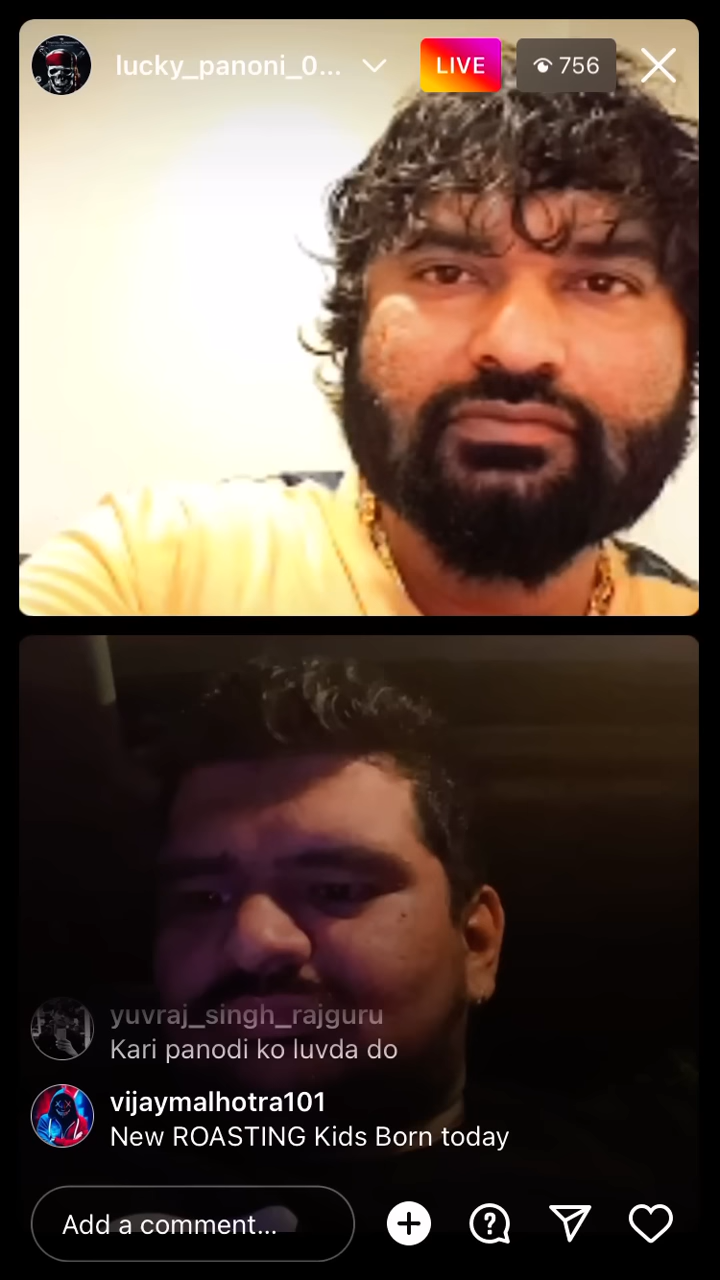 lucky_panoni_0...
LIVE
756
yuvraj_singh_rajguru
Kari panodi ko luvda do
vijaymalhotra101
New ROASTING Kids Born today
Add a comment...